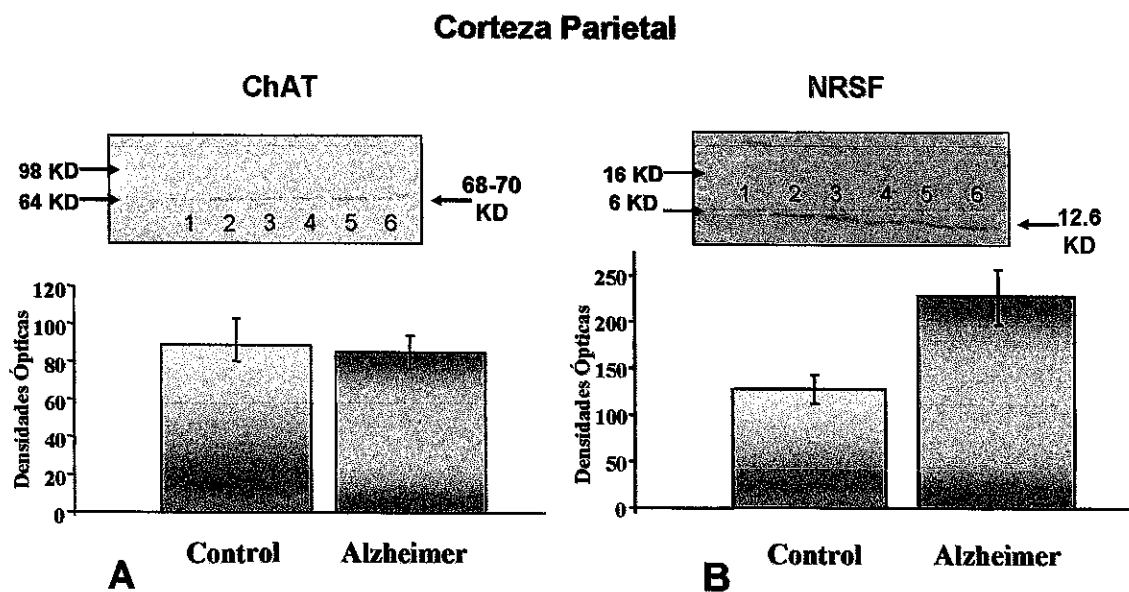 Corteza Parietal
ChAT
98 KD
64 KD
1 2 3 4 5 6
68-70
KD
Densidades Ópticas
120
100
80
60
40
20
0
Control Alzheimer
A
NRSF
16 KD
6 KD
1 2 3 4 5 6
12.6
KD
Densidades Ópticas
250
200
150
100
50
0
Control Alzheimer
B